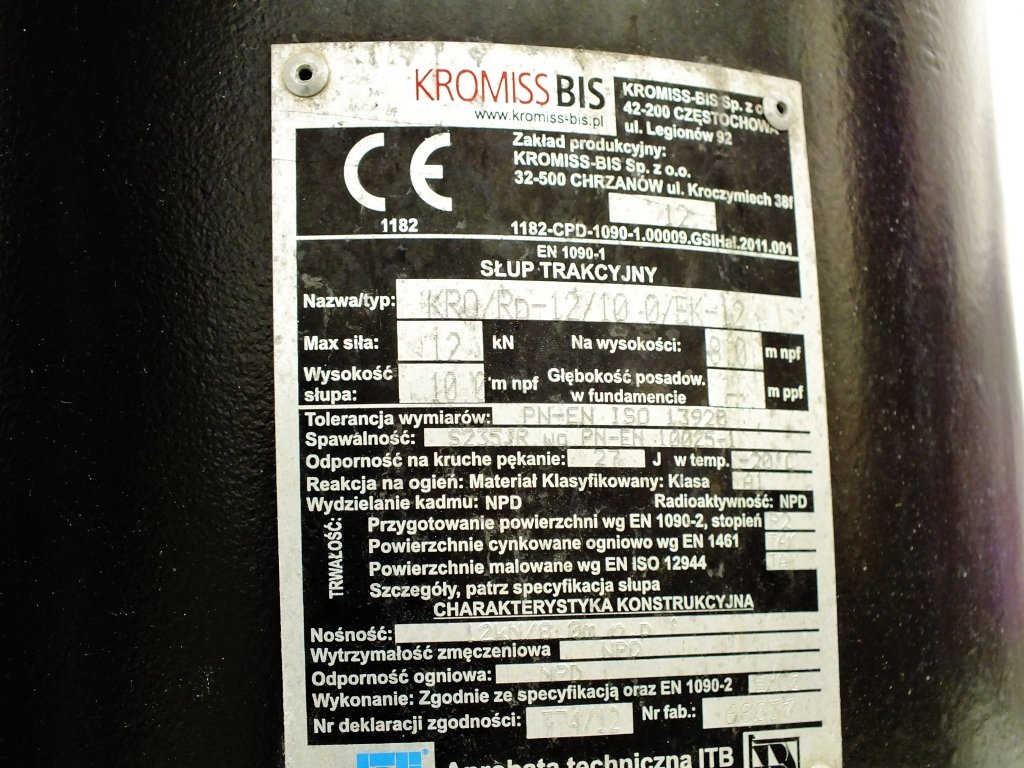 KROMISS BIS
www.kromiss-bis.pl
KROMISS-BIS Sp. z o
42-200 CZĘSTOCHOWA
ul. Legionów 92
Zakład produkcyjny:
KROMISS-BIS Sp. z o.o.
32-500 CHRZANÓW ul. Kroczymiech 38f
CE
12
1182
1182-CPD-1090-1.00009.GSIHal.2011.001
EN 1090-1
SŁUP TRAKCYJNY
Nazwa/typ:
Max siła: 12 kN Na wysokości: m npf
Wysokość słupa: m npf Głębokość posadow. w fundamencie m ppf
Tolerancja wymiarów: PN-EN ISO 13920
Spawalność: S235JR wg PN-EN 10025-1
Odporność na kruche pękanie: 27 J w temp. -20°C
Reakcja na ogień: Materiał Klasyfikowany: Klasa A1
Wydzielanie kadmu: NPD Radioaktywność: NPD
TRWAŁOŚĆ:
Przygotowanie powierzchni wg EN 1090-2, stopień
Powierzchnie cynkowane ogniowo wg EN 1461
Powierzchnie malowane wg EN ISO 12944
Szczegóły, patrz specyfikacja słupa
CHARAKTERYSTYKA KONSTRUKCYJNA
Nośność:
Wytrzymałość zmęczeniowa NPD
Odporność ogniowa: NPD
Wykonanie: Zgodnie ze specyfikacją oraz EN 1090-2
Nr deklaracji zgodności: Nr fab.:
Aprobata techniczna ITB